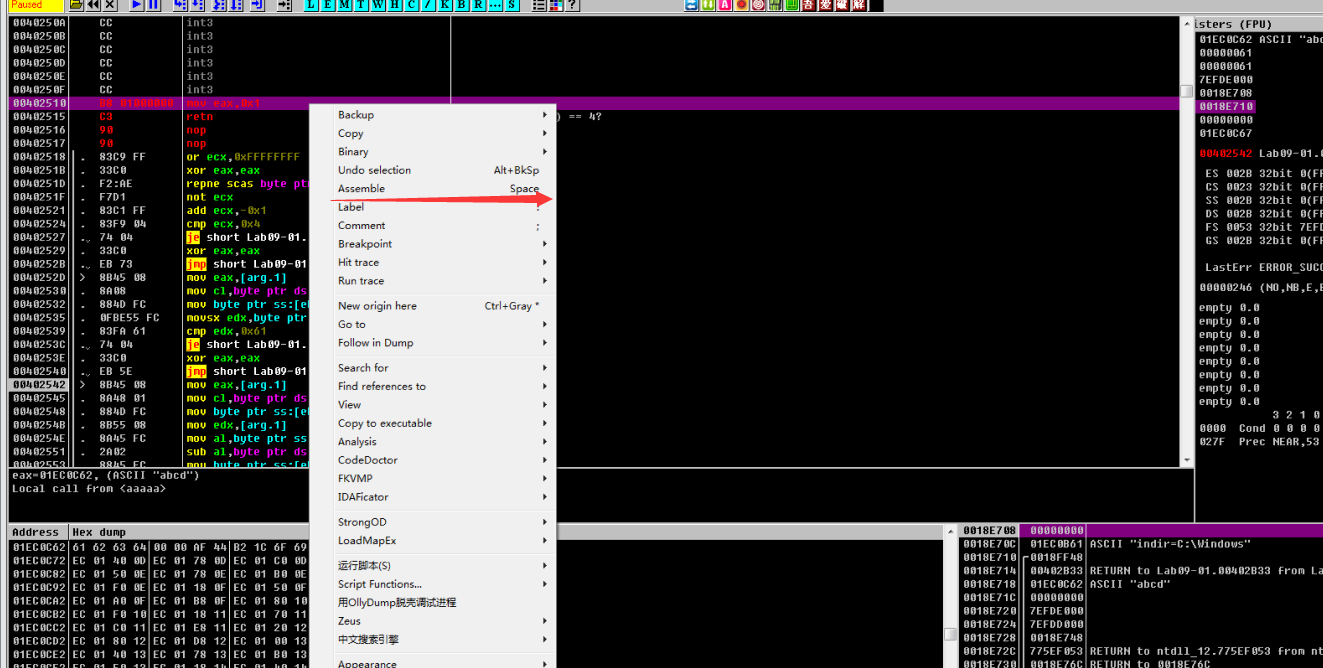 Paused L E M T W H C / K B R ... S ? A 吾 爱 破 解
0040250A CC int3
0040250B CC int3
0040250C CC int3
0040250D CC int3
0040250E CC int3
0040250F CC int3
00402510 B8 01000000 mov eax,0x1
00402515 C3 retn ) == 4?
00402516 90 nop
00402517 90 nop
00402518 . 83C9 FF or ecx,0xFFFFFFFF
0040251B . 33C0 xor eax,eax
0040251D . F2:AE repne scas byte ptr
0040251F . F7D1 not ecx
00402521 . 83C1 FF add ecx,-0x1
00402524 . 83F9 04 cmp ecx,0x4
00402527 . 74 04 je short Lab09-01.
00402529 . 33C0 xor eax,eax
0040252B . EB 73 jmp short Lab09-01
0040252D > 8B45 08 mov eax,[arg.1]
00402530 . 8A08 mov cl,byte ptr ds
00402532 . 884D FC mov byte ptr ss:[e
00402535 . 0FBE55 FC movsx edx,byte ptr
00402539 . 83FA 61 cmp edx,0x61
0040253C . 74 04 je short Lab09-01.
0040253E . 33C0 xor eax,eax
00402540 . EB 5E jmp short Lab09-01
00402542 > 8B45 08 mov eax,[arg.1]
00402545 . 8A48 01 mov cl,byte ptr ds
00402548 . 884D FC mov byte ptr ss:[e
0040254B . 8B55 08 mov edx,[arg.1]
0040254E . 8A45 FC mov al,byte ptr ss
00402551 . 2A02 sub al,byte ptr ds
00402553 . 8845 FC mov byte ptr ss:[e
eax=01EC0C62, (ASCII "abcd")
Local call from <aaaaa>
Backup
Copy
Binary
Undo selection Alt+BkSp
Assemble Space
Label :
Comment ;
Breakpoint
Hit trace
Run trace
New origin here Ctrl+Gray *
Go to
Follow in Dump
Search for
Find references to
View
Copy to executable
Analysis
CodeDoctor
FKVMP
IDAFicator
StrongOD
LoadMapEx
运行脚本(S)
Script Functions...
用OllyDump脱壳调试进程
Zeus
中文搜索引擎
Appearance
isters (FPU)
01EC0C62 ASCII "abc
00000061
00000061
7EFDE000
0018E708
0018E710
00000000
01EC0C67
00402542 Lab09-01.0
ES 002B 32bit 0(FF
CS 0023 32bit 0(FF
SS 002B 32bit 0(FF
DS 002B 32bit 0(FF
FS 0053 32bit 7EFD
GS 002B 32bit 0(FF
LastErr ERROR_SUCC
00000246 (NO,NB,E,B
empty 0.0
empty 0.0
empty 0.0
empty 0.0
empty 0.0
empty 0.0
empty 0.0
empty 0.0
3 2 1 0
0000 Cond 0 0 0 0
027F Prec NEAR,53
Address Hex dump
01EC0C62 61 62 63 64 00 00 AF 44 B2 1C 6F 69
01EC0C72 EC 01 40 0D EC 01 78 0D EC 01 C0 0D
01EC0C82 EC 01 50 0E EC 01 78 0E EC 01 B0 0E
01EC0C92 EC 01 F0 0E EC 01 18 0F EC 01 50 0F
01EC0CA2 EC 01 A0 0F EC 01 B8 0F EC 01 80 10
01EC0CB2 EC 01 F0 10 EC 01 18 11 EC 01 70 11
01EC0CC2 EC 01 C0 11 EC 01 E8 11 EC 01 20 12
01EC0CD2 EC 01 80 12 EC 01 D8 12 EC 01 00 13
01EC0CE2 EC 01 40 13 EC 01 78 13 EC 01 B0 13
0018E708 00000000
0018E70C 01EC0B61 ASCII "indir=C:\Windows"
0018E710 0018FF48
0018E714 00402B33 RETURN to Lab09-01.00402B33 from La
0018E718 01EC0C62 ASCII "abcd"
0018E71C 00000000
0018E720 7EFDE000
0018E724 7EFDD000
0018E728 0018E748
0018E72C 775EF053 RETURN to ntdll_12.775EF053 from nt
0018E730 0018E76C RETURN to 0018E76C